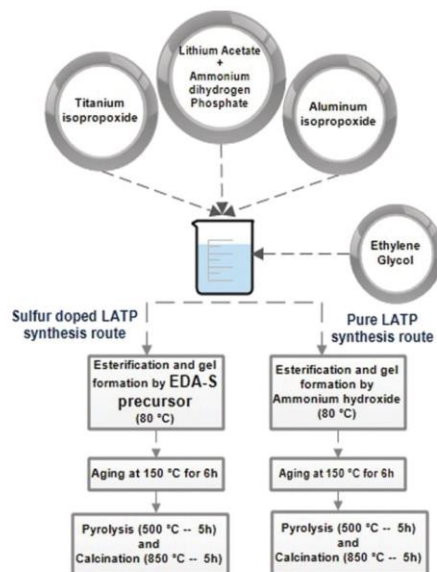 Lithium Acetate
+
Ammonium
dihydrogen
Phosphate
Titanium
isopropoxide
Aluminum
isopropoxide
Ethylene
Glycol
Sulfur doped LATP
synthesis route
Pure LATP
synthesis route
Esterification and gel
formation by EDA-S
precursor
(80 °C)
Esterification and gel
formation by
Ammonium hydroxide
(80 °C)
Aging at 150 °C for 6h
Aging at 150 °C for 6h
Pyrolysis (500 °C -- 5h)
and
Calcination (850 °C -- 5h)
Pyrolysis (500 °C -- 5h)
and
Calcination (850 °C -- 5h)